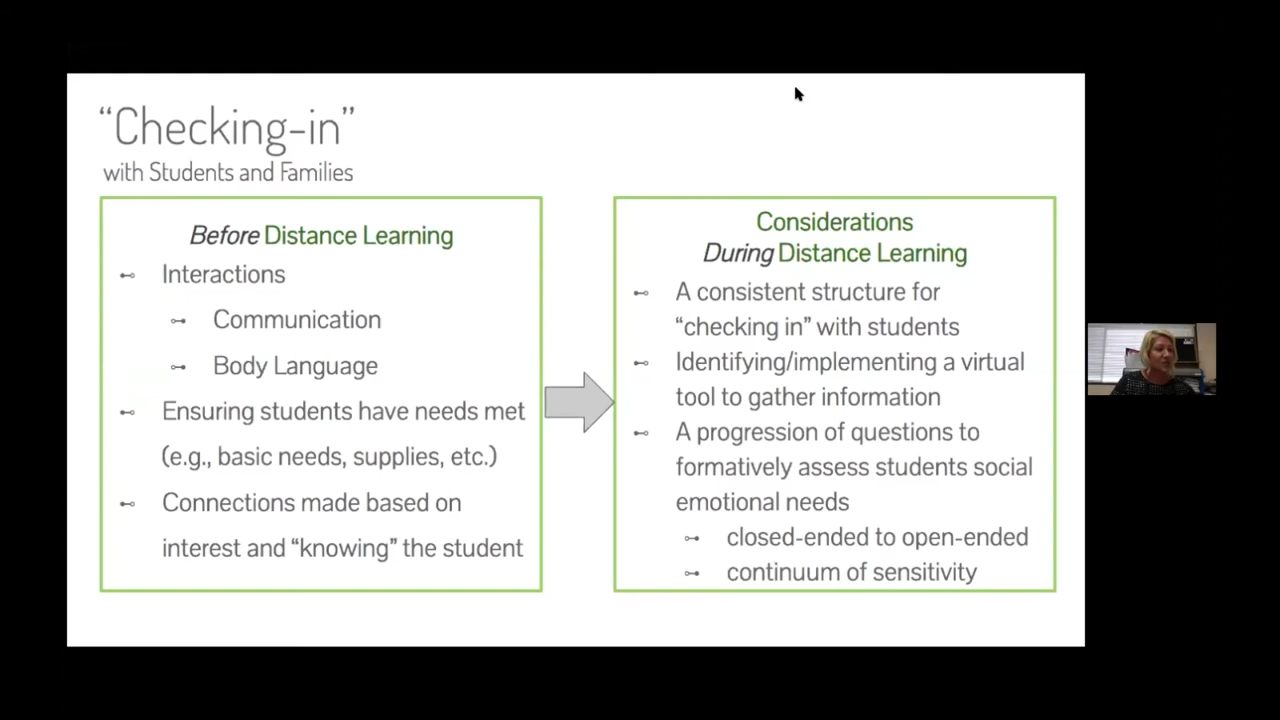 “Checking-in”
with Students and Families
Before Distance Learning
Interactions
Communication
Body Language
Ensuring students have needs met
(e.g., basic needs, supplies, etc.)
Connections made based on
interest and “knowing” the student
Considerations
During Distance Learning
A consistent structure for
“checking in” with students
Identifying/implementing a virtual
tool to gather information
A progression of questions to
formatively assess students social
emotional needs
closed-ended to open-ended
continuum of sensitivity